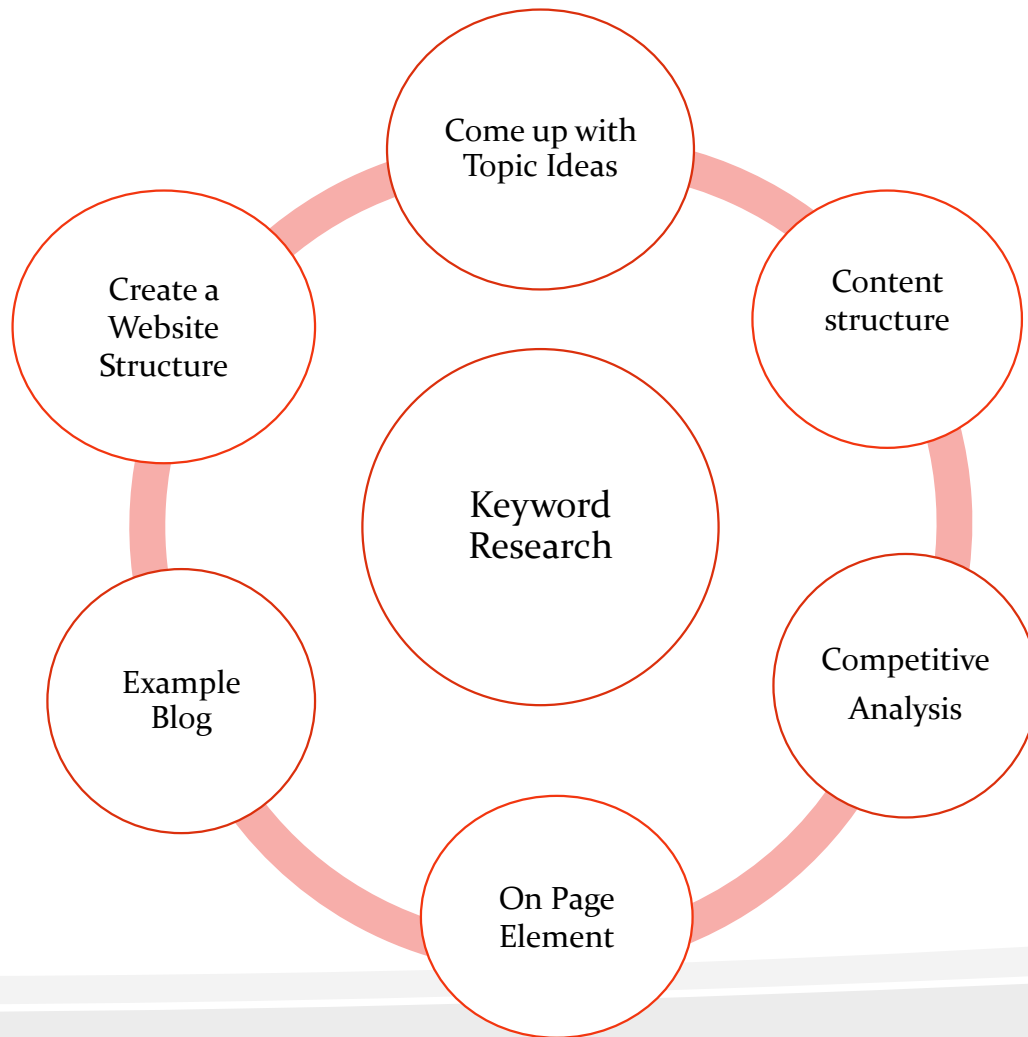 Come up with
Topic Ideas
Content
structure
Competitive
Analysis
On Page
Element
Example
Blog
Create a
Website
Structure
Keyword
Research